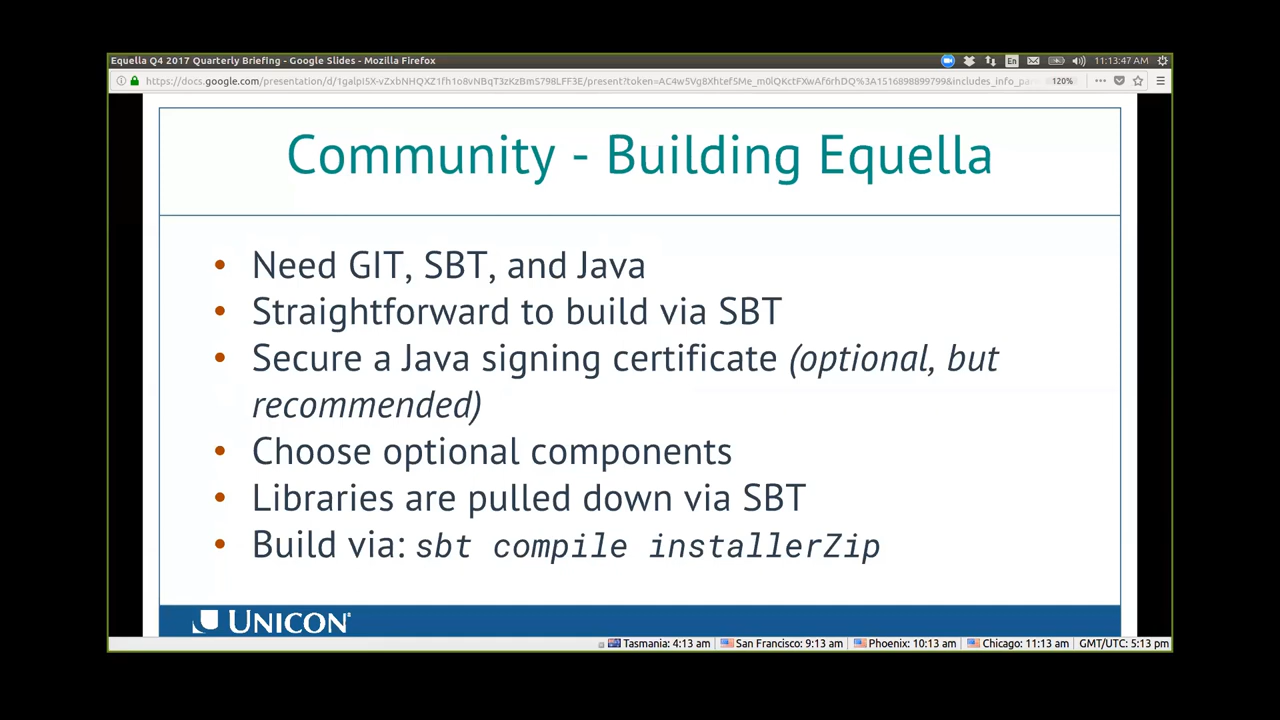 Equella Q4 2017 Quarterly Briefing - Google Slides - Mozilla Firefox
En
11:13:47 AM
120%
Community - Building Equella
• Need GIT, SBT, and Java
• Straightforward to build via SBT
• Secure a Java signing certificate (optional, but
recommended)
• Choose optional components
• Libraries are pulled down via SBT
• Build via: sbt compile installerZip
UNICON®
Tasmania: 4:13 am San Francisco: 9:13 am Phoenix: 10:13 am Chicago: 11:13 am GMT/UTC: 5:13 pm